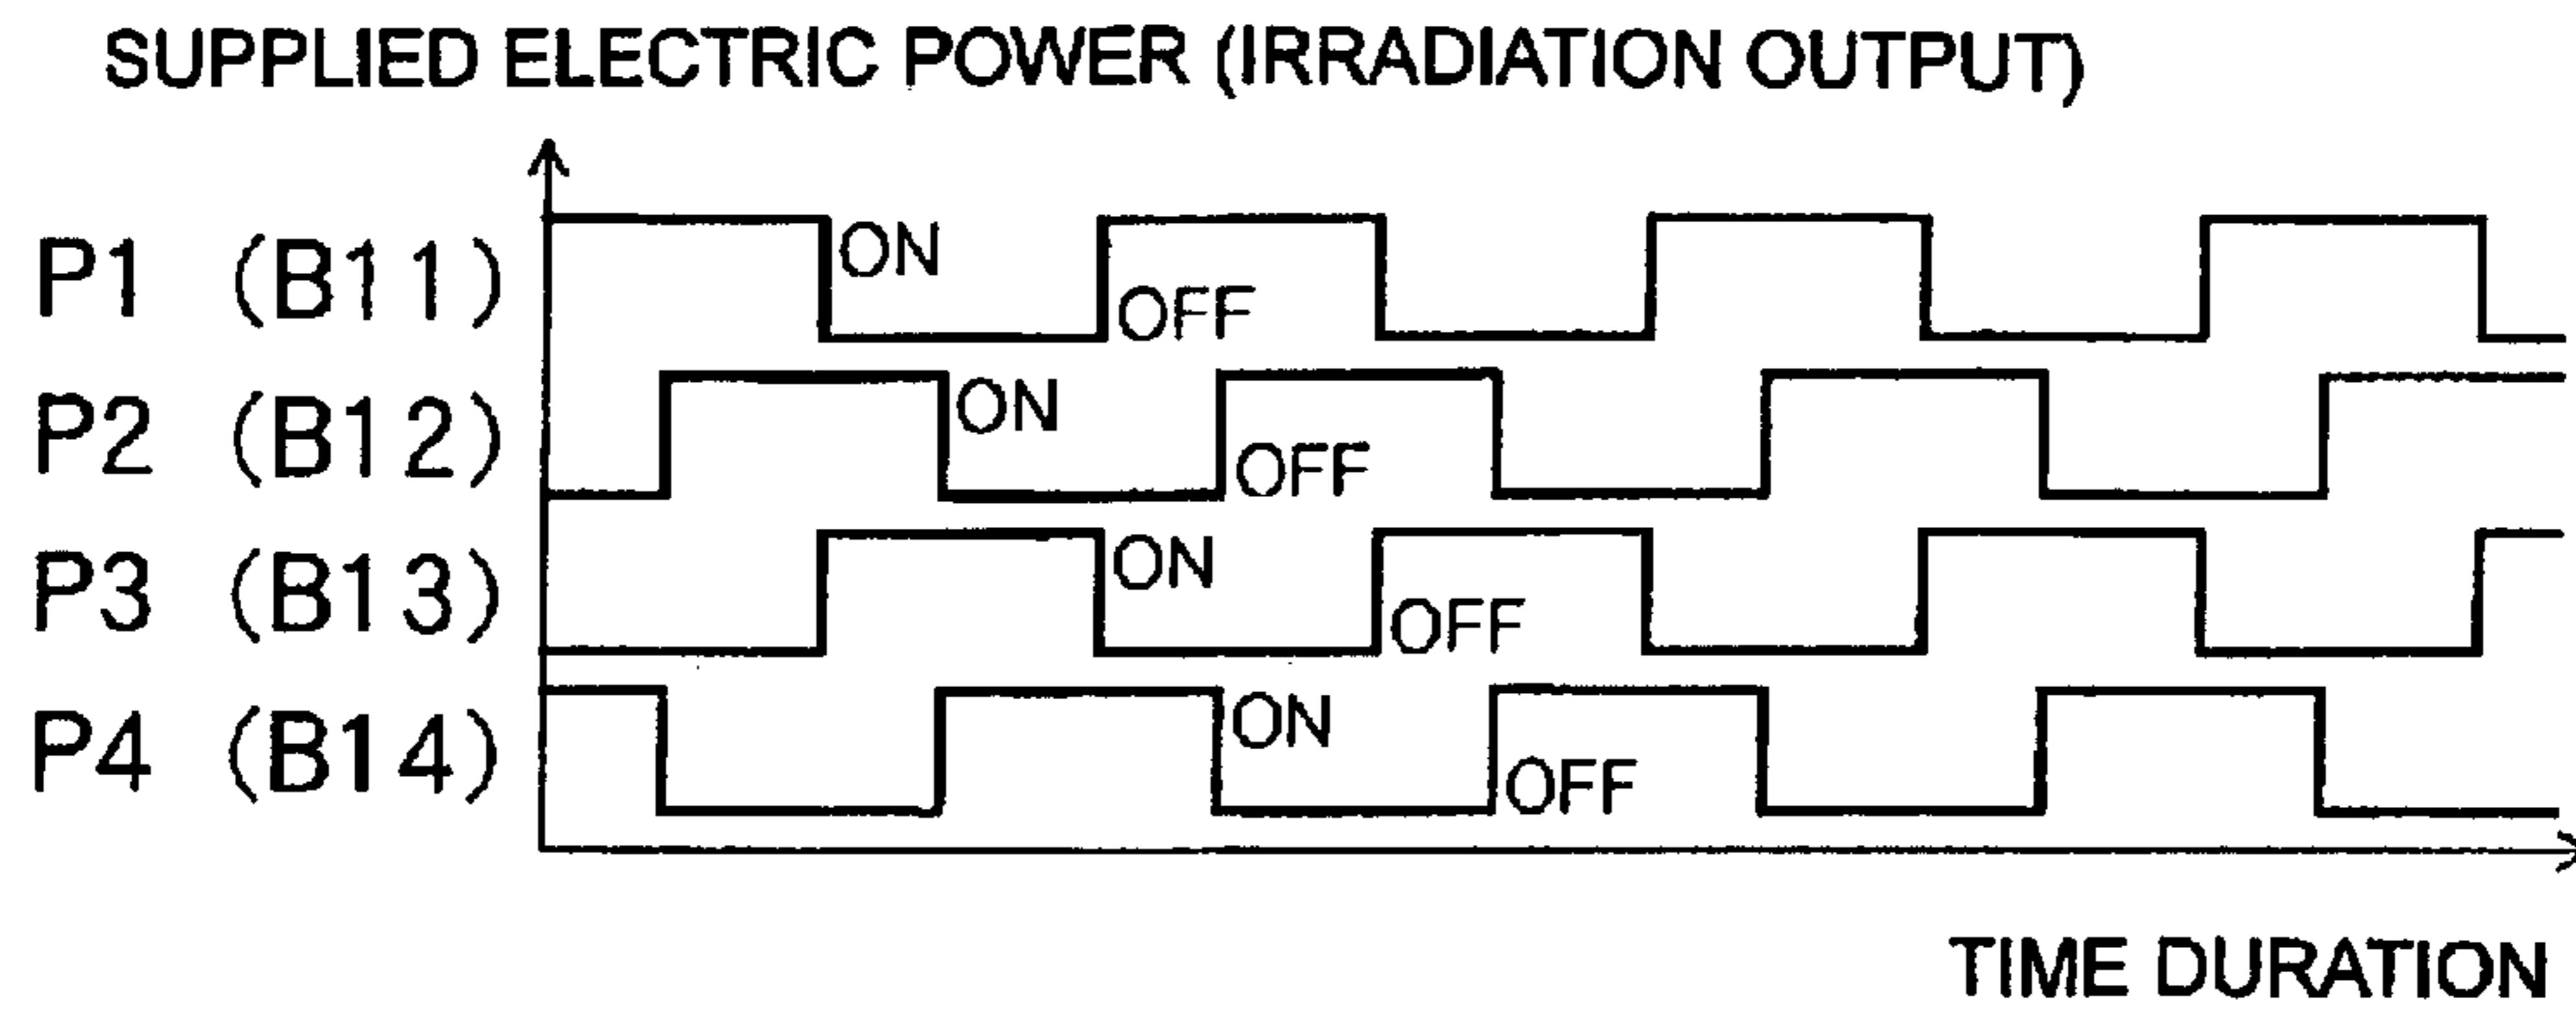 SUPPLIED ELECTRIC POWER (IRRADIATION OUTPUT)
P1 (B11)
ON
OFF
P2 (B12)
ON
OFF
P3 (B13)
ON
OFF
P4 (B14)
ON
OFF
TIME DURATION